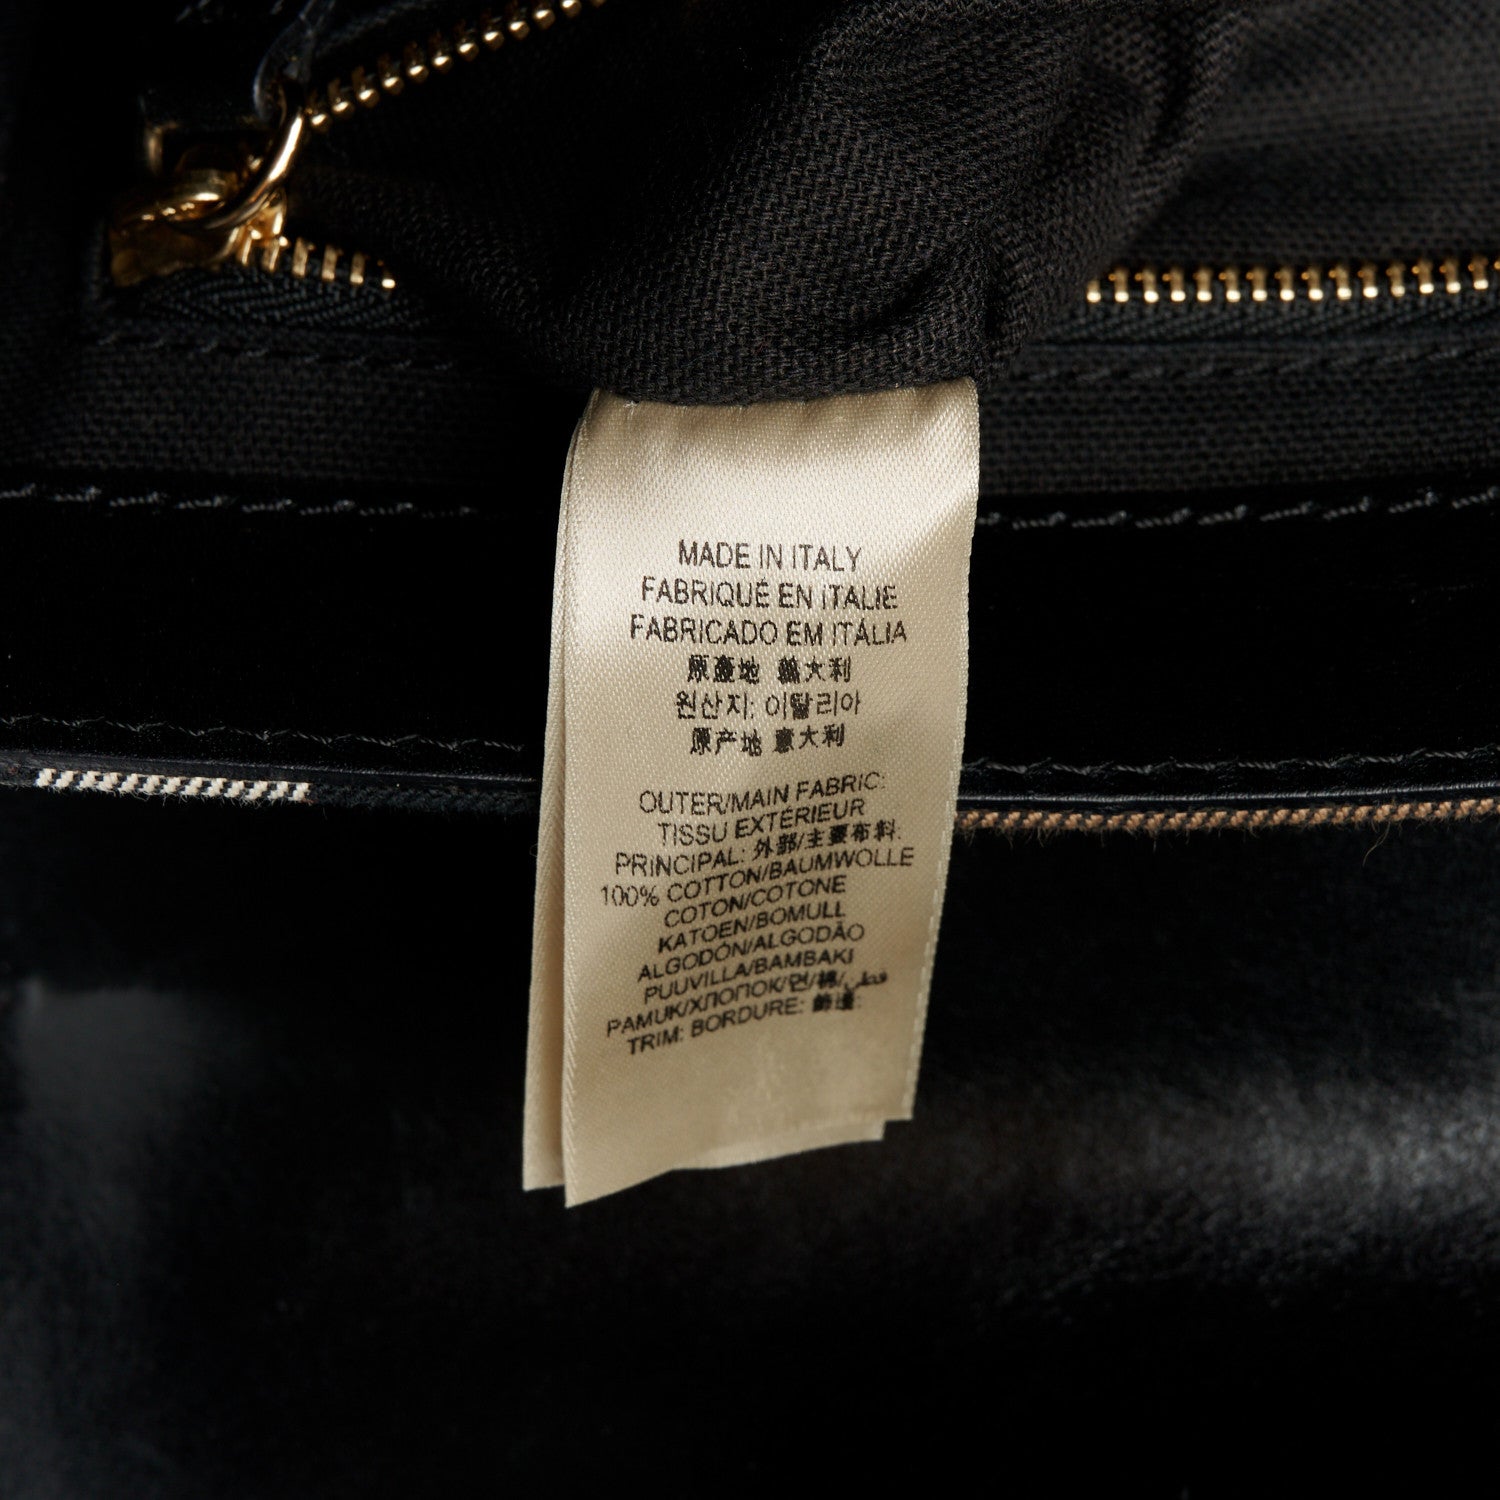 MADE IN ITALY
FABRIQUÉ EN ITALIE
FABRICADO EM ITÁLIA
原產地 義大利
원산지: 이탈리아
原产地 意大利
OUTER/MAIN FABRIC:
TISSU EXTÉRIEUR
PRINCIPAL: 外部/主要布料:
100% COTTON/BAUMWOLLE
COTON/COTONE
KATOEN/BOMULL
ALGODÓN/ALGODÃO
PUUVILLA/BAMBAKI
PAMUK/ХЛОПОК/면/棉/قطن
TRIM: BORDURE: 飾邊: